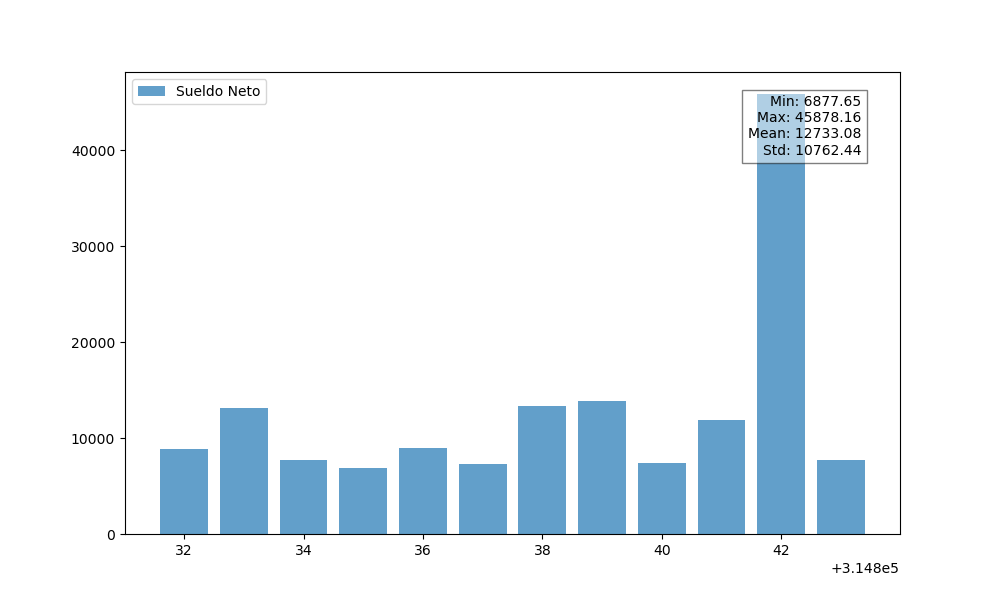 Sueldo Neto
Min: 6877.65
Max: 45878.16
Mean: 12733.08
Std: 10762.44
40000
30000
20000
10000
0
32 34 36 38 40 42
+3.148e5